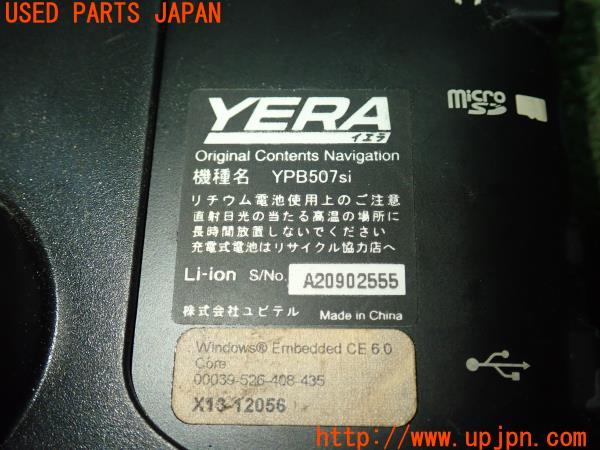 USED PARTS JAPAN
micro
SD
YERA
イエラ
Original Contents Navigation
機種名 YPB507si
リチウム電池使用上のご注意
直射日光の当たる高温の場所に
長時間放置しないでください
充電式電池はリサイクル協力店へ
Li-ion S/No. A20902555
株式会社ユピテル Made in China
Windows® Embedded CE 6.0
Core
00039-526-408-435
X13-12056
http://www.upjpn.com/